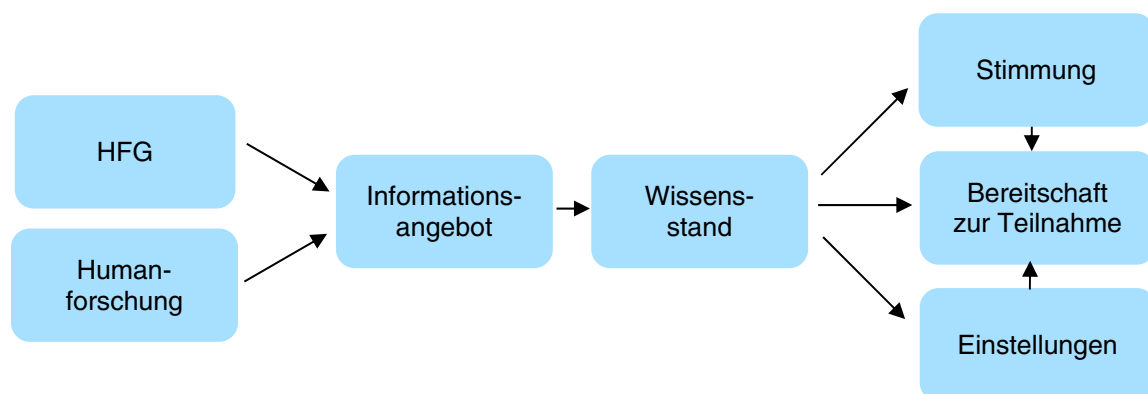 HFG
Human-
forschung
Informations-
angebot
Wissens-
stand
Stimmung
Bereitschaft
zur Teilnahme
Einstellungen